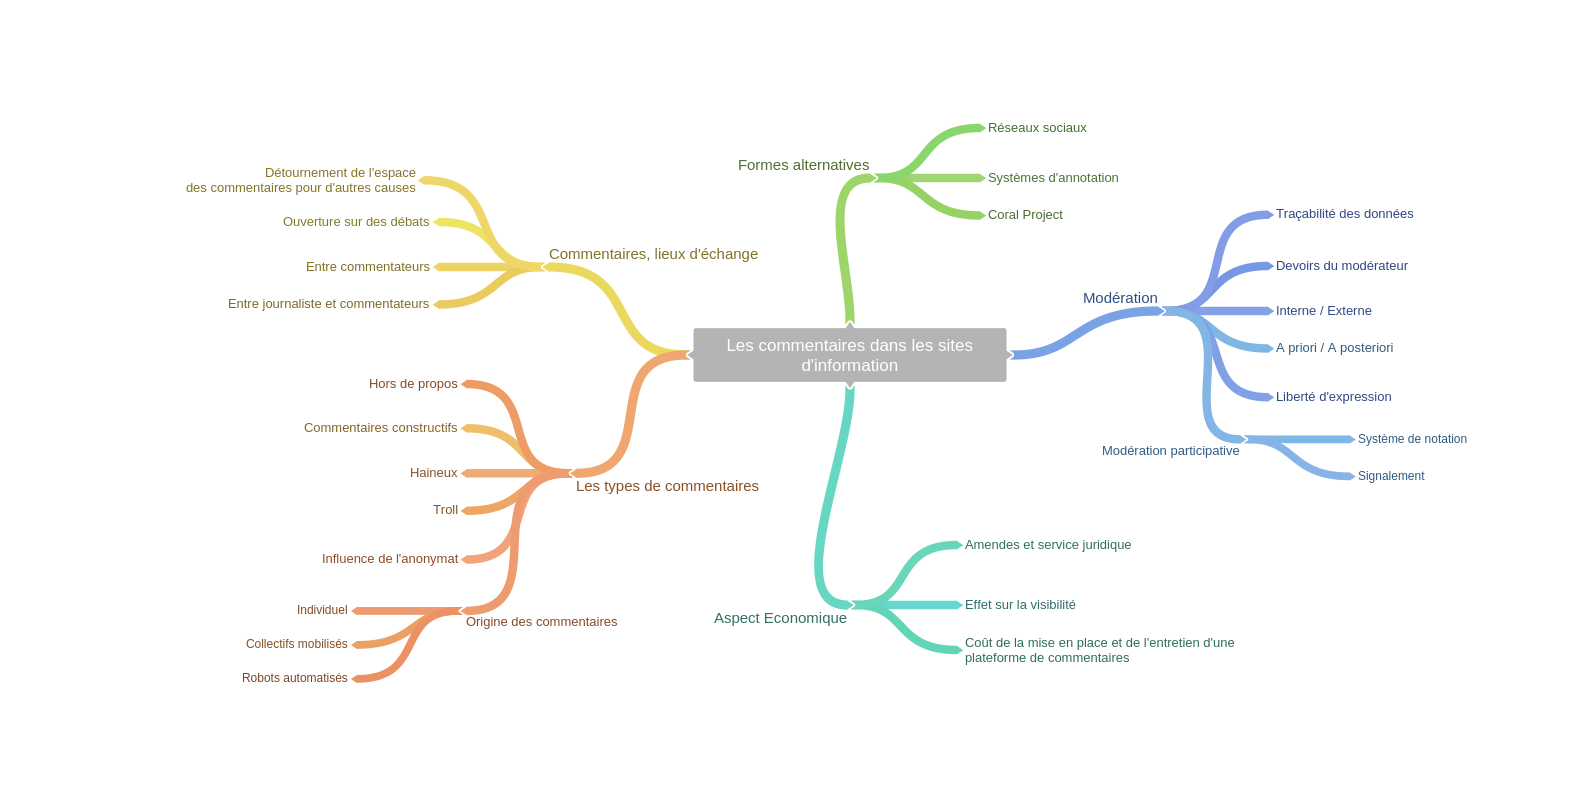 Les commentaires dans les sites
d'information
Formes alternatives
Réseaux sociaux
Systèmes d'annotation
Coral Project
Modération
Traçabilité des données
Devoirs du modérateur
Interne / Externe
A priori / A posteriori
Liberté d'expression
Modération participative
Système de notation
Signalement
Aspect Economique
Amendes et service juridique
Effet sur la visibilité
Coût de la mise en place et de l'entretien d'une
plateforme de commentaires
Commentaires, lieux d'échange
Détournement de l'espace
des commentaires pour d'autres causes
Ouverture sur des débats
Entre commentateurs
Entre journaliste et commentateurs
Les types de commentaires
Hors de propos
Commentaires constructifs
Haineux
Troll
Influence de l'anonymat
Origine des commentaires
Individuel
Collectifs mobilisés
Robots automatisés